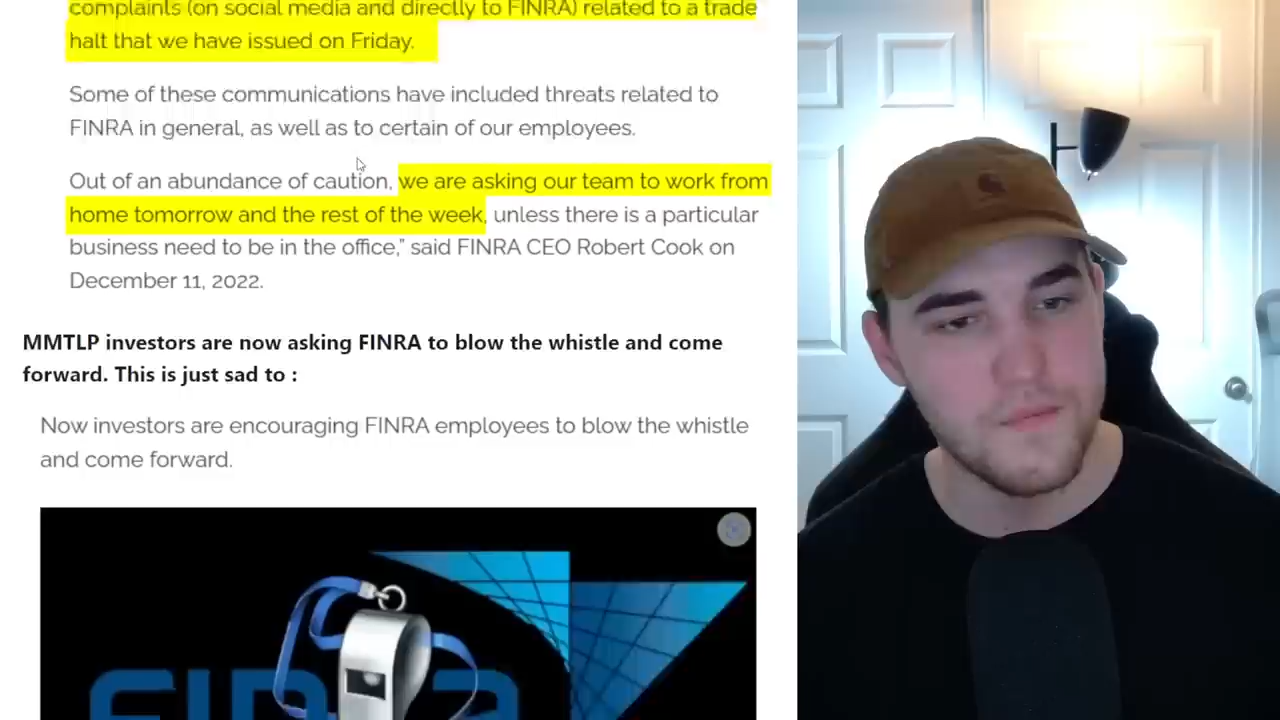 complaints (on social media and directly to FINRA) related to a trade
halt that we have issued on Friday.
Some of these communications have included threats related to
FINRA in general, as well as to certain of our employees.
Out of an abundance of caution, we are asking our team to work from
home tomorrow and the rest of the week, unless there is a particular
business need to be in the office,” said FINRA CEO Robert Cook on
December 11, 2022.
MMTLP investors are now asking FINRA to blow the whistle and come
forward. This is just sad to :
Now investors are encouraging FINRA employees to blow the whistle
and come forward.